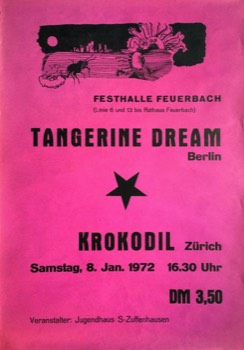 FESTHALLE FEUERBACH
(Linie 6 und 13 bis Rathaus Feuerbach)
TANGERINE DREAM
Berlin
KROKODIL Zürich
Samstag, 8. Jan. 1972 16.30 Uhr
DM 3,50
Veranstalter: Jugendhaus S-Zuffenhausen